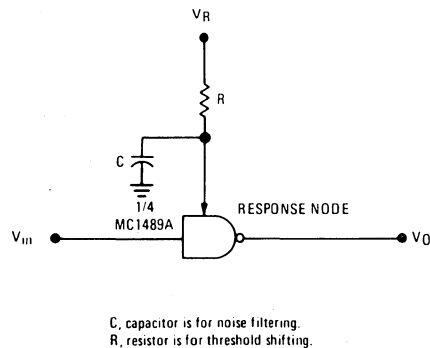 VR
R
C
1/4
MC1489A
RESPONSE NODE
Vin
VO
C, capacitor is for noise filtering.
R, resistor is for threshold shifting.